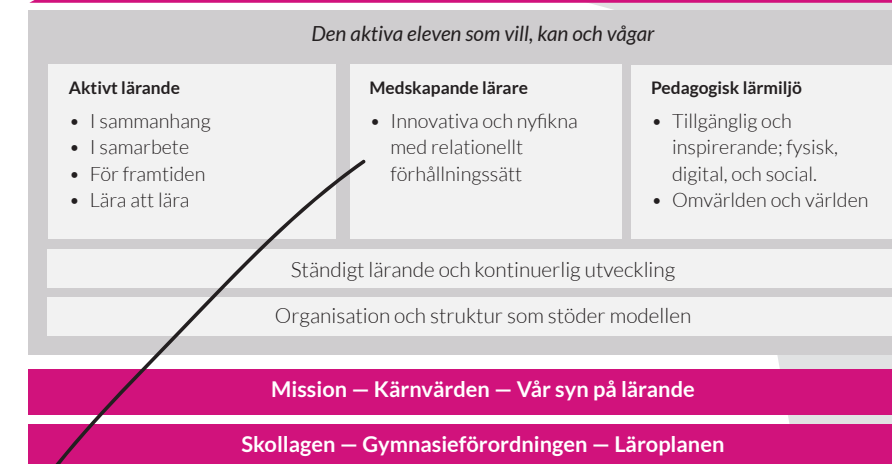 Den aktiva eleven som vill, kan och vågar
Aktivt lärande
• I sammanhang
• I samarbete
• För framtiden
• Lära att lära
Medskapande lärare
• Innovativa och nyfikna
med relationellt
förhållningssätt
Pedagogisk lärmiljö
• Tillgänglig och
inspirerande; fysisk,
digital, och social.
• Omvärlden och världen
Ständigt lärande och kontinuerlig utveckling
Organisation och struktur som stöder modellen
Mission — Kärnvärden — Vår syn på lärande
Skollagen — Gymnasieförordningen — Läroplanen